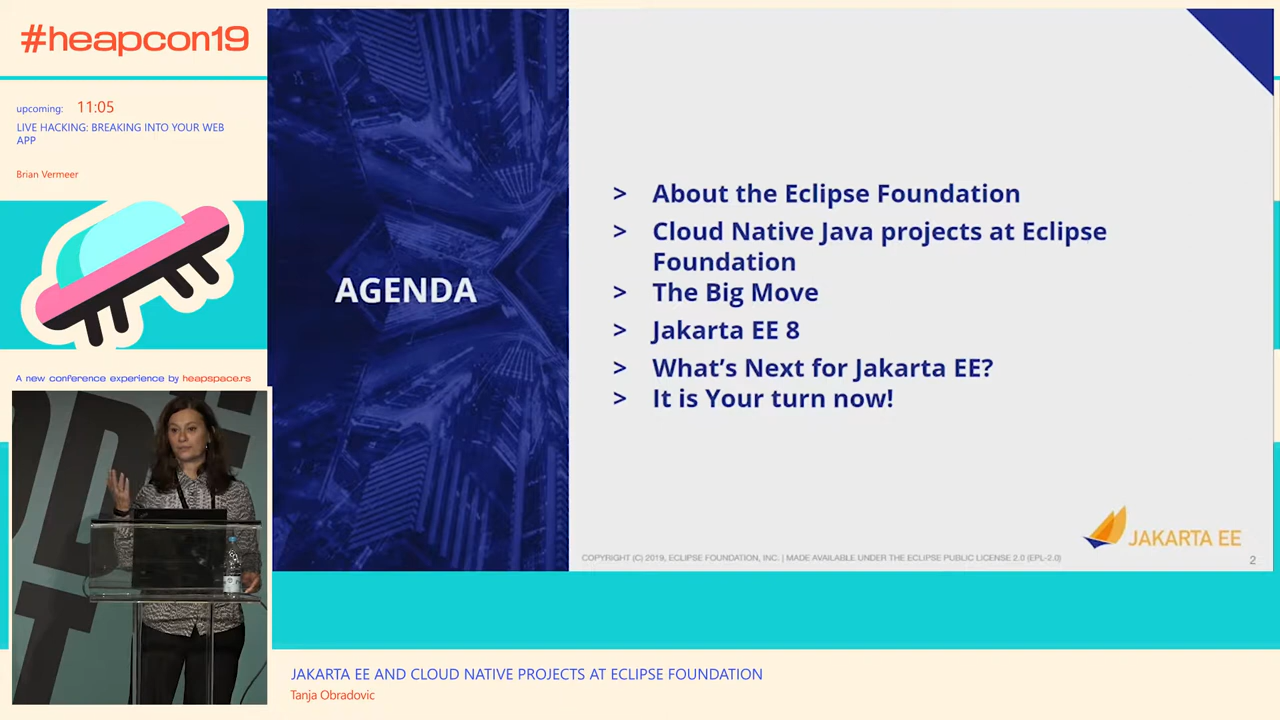 #heapcon19
upcoming: 11:05
LIVE HACKING: BREAKING INTO YOUR WEB
APP
Brian Vermeer
A new conference experience by heapspace.rs
AGENDA
> About the Eclipse Foundation
> Cloud Native Java projects at Eclipse
Foundation
> The Big Move
> Jakarta EE 8
> What's Next for Jakarta EE?
> It is Your turn now!
JAKARTA EE
COPYRIGHT (C) 2019, ECLIPSE FOUNDATION, INC. | MADE AVAILABLE UNDER THE ECLIPSE PUBLIC LICENSE 2.0 (EPL-2.0)
2
JAKARTA EE AND CLOUD NATIVE PROJECTS AT ECLIPSE FOUNDATION
Tanja Obradovic